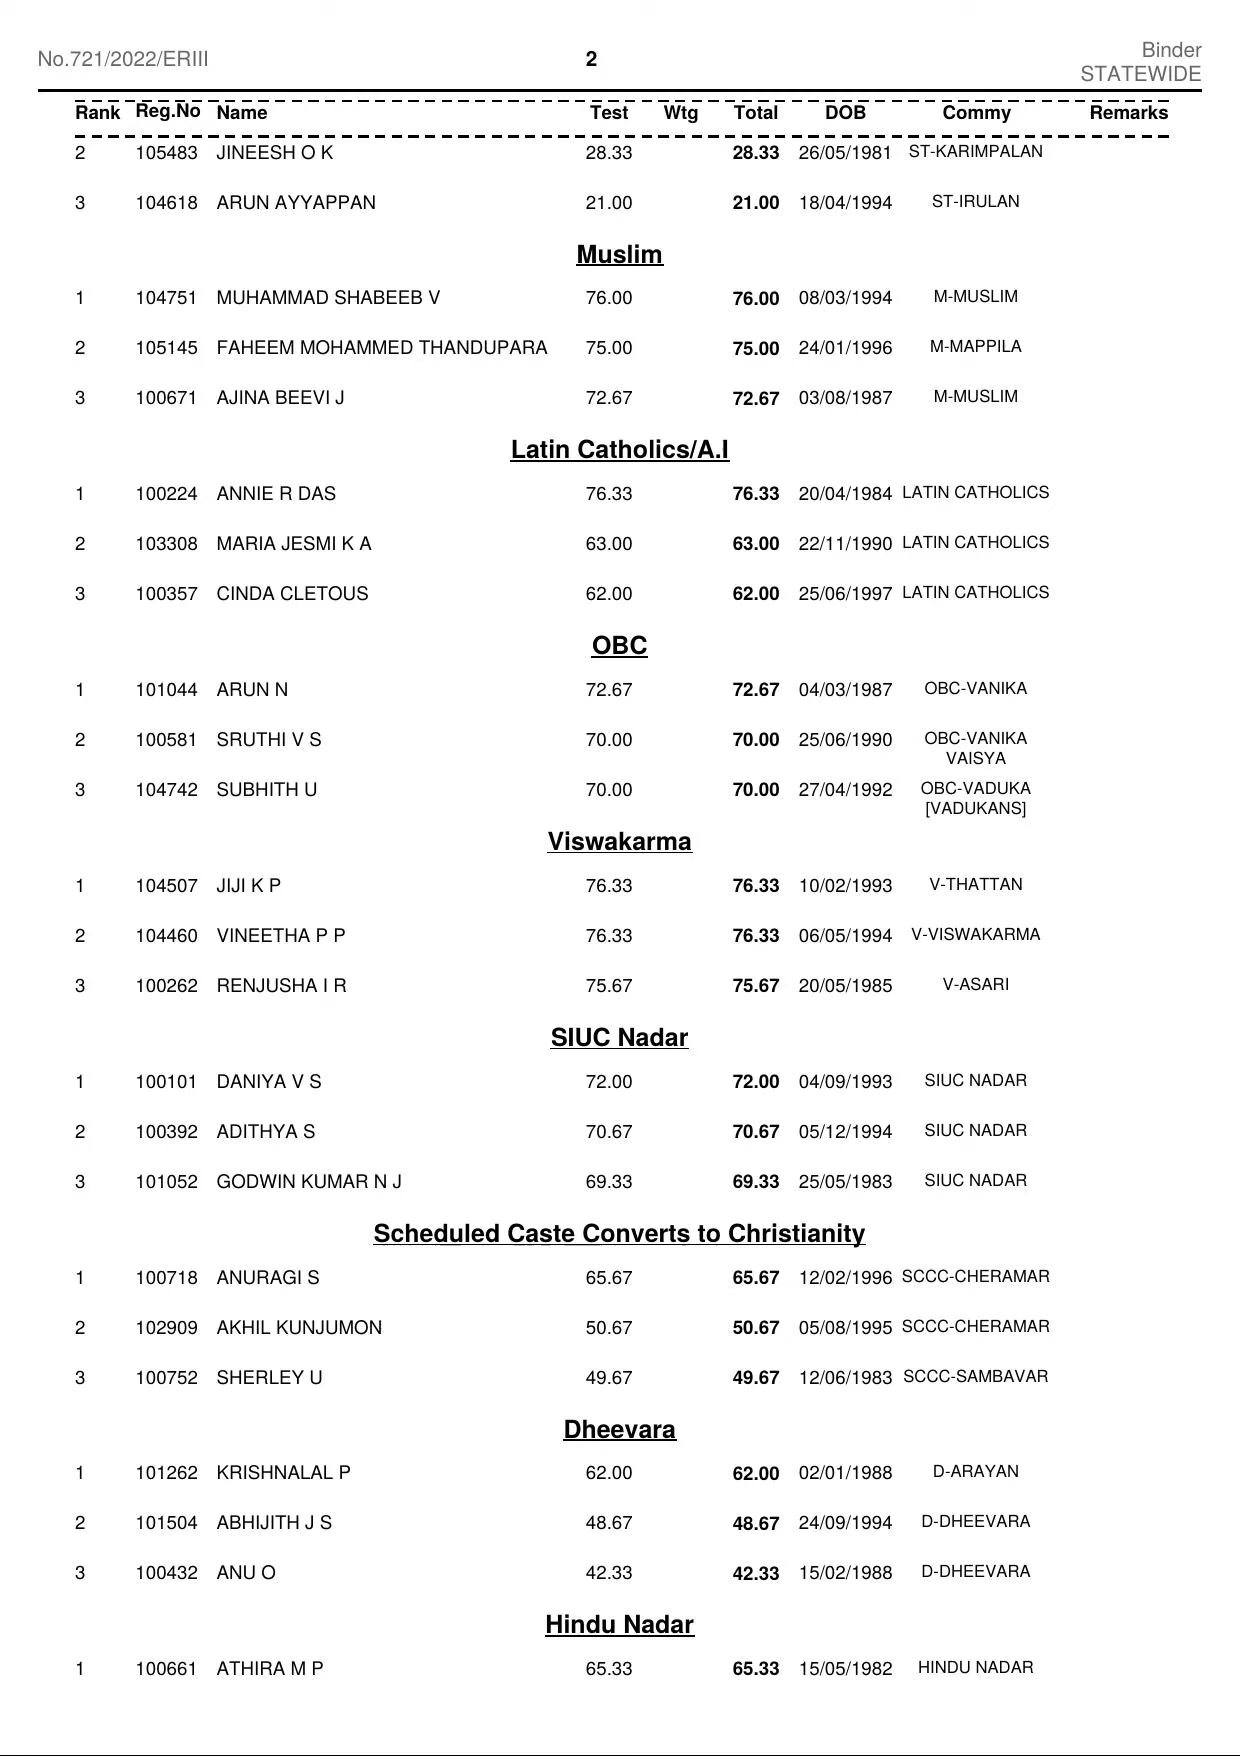 No.721/2022/ERIII 2 Binder
STATEWIDE
Rank Reg.No Name Test Wtg Total DOB Commy Remarks
2 105483 JINEESH O K 28.33 28.33 26/05/1981 ST-KARIMPALAN
3 104618 ARUN AYYAPPAN 21.00 21.00 18/04/1994 ST-IRULAN
Muslim
1 104751 MUHAMMAD SHABEEB V 76.00 76.00 08/03/1994 M-MUSLIM
2 105145 FAHEEM MOHAMMED THANDUPARA 75.00 75.00 24/01/1996 M-MAPPILA
3 100671 AJINA BEEVI J 72.67 72.67 03/08/1987 M-MUSLIM
Latin Catholics/A.I
1 100224 ANNIE R DAS 76.33 76.33 20/04/1984 LATIN CATHOLICS
2 103308 MARIA JESMI K A 63.00 63.00 22/11/1990 LATIN CATHOLICS
3 100357 CINDA CLETOUS 62.00 62.00 25/06/1997 LATIN CATHOLICS
OBC
1 101044 ARUN N 72.67 72.67 04/03/1987 OBC-VANIKA
2 100581 SRUTHI V S 70.00 70.00 25/06/1990 OBC-VANIKA
VAISYA
3 104742 SUBHITH U 70.00 70.00 27/04/1992 OBC-VADUKA
[VADUKANS]
Viswakarma
1 104507 JIJI K P 76.33 76.33 10/02/1993 V-THATTAN
2 104460 VINEETHA P P 76.33 76.33 06/05/1994 V-VISWAKARMA
3 100262 RENJUSHA I R 75.67 75.67 20/05/1985 V-ASARI
SIUC Nadar
1 100101 DANIYA V S 72.00 72.00 04/09/1993 SIUC NADAR
2 100392 ADITHYA S 70.67 70.67 05/12/1994 SIUC NADAR
3 101052 GODWIN KUMAR N J 69.33 69.33 25/05/1983 SIUC NADAR
Scheduled Caste Converts to Christianity
1 100718 ANURAGI S 65.67 65.67 12/02/1996 SCCC-CHERAMAR
2 102909 AKHIL KUNJUMON 50.67 50.67 05/08/1995 SCCC-CHERAMAR
3 100752 SHERLEY U 49.67 49.67 12/06/1983 SCCC-SAMBAVAR
Dheevara
1 101262 KRISHNALAL P 62.00 62.00 02/01/1988 D-ARAYAN
2 101504 ABHIJITH J S 48.67 48.67 24/09/1994 D-DHEEVARA
3 100432 ANU O 42.33 42.33 15/02/1988 D-DHEEVARA
Hindu Nadar
1 100661 ATHIRA M P 65.33 65.33 15/05/1982 HINDU NADAR